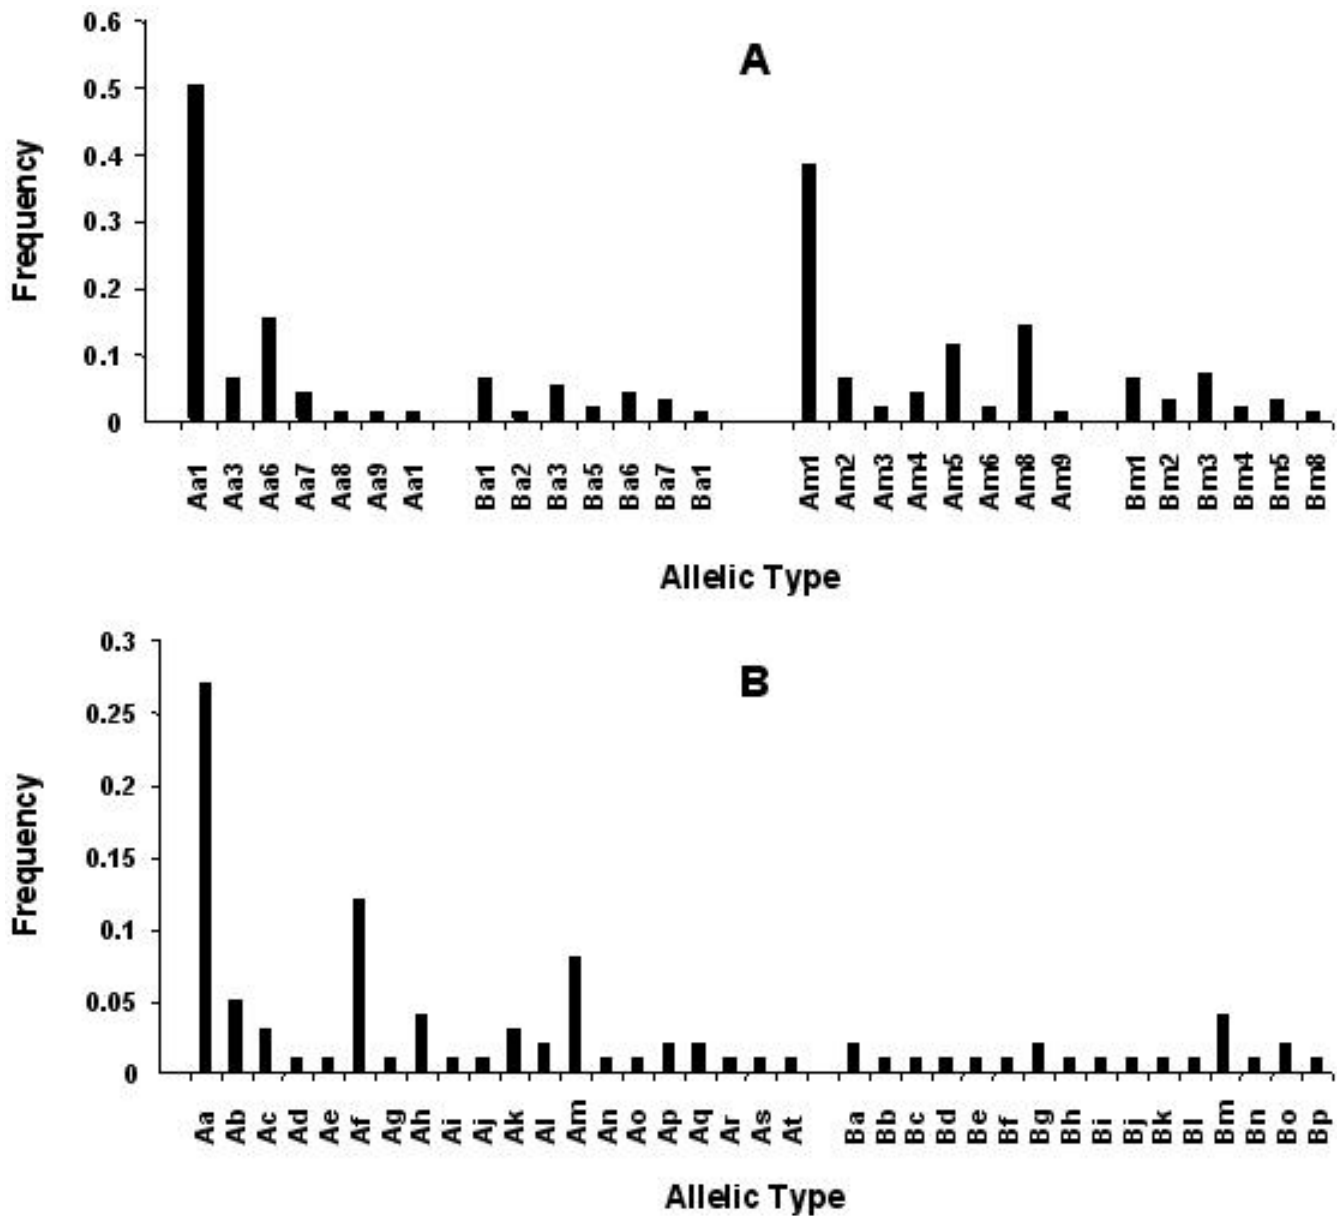 A
Frequency
0.6
0.5
0.4
0.3
0.2
0.1
0
Aa1 Aa3 Aa6 Aa7 Aa8 Aa9 Aa1 Ba1 Ba2 Ba3 Ba5 Ba6 Ba7 Ba1 Am1 Am2 Am3 Am4 Am5 Am6 Am8 Am9 Bm1 Bm2 Bm3 Bm4 Bm5 Bm8
Allelic Type
B
Frequency
0.3
0.25
0.2
0.15
0.1
0.05
0
Aa Ab Ac Ad Ae Af Ag Ah Ai Aj Ak Al Am An Ao Ap Aq Ar As At Ba Bb Bc Bd Be Bf Bg Bh Bi Bj Bk Bl Bm Bn Bo Bp
Allelic Type